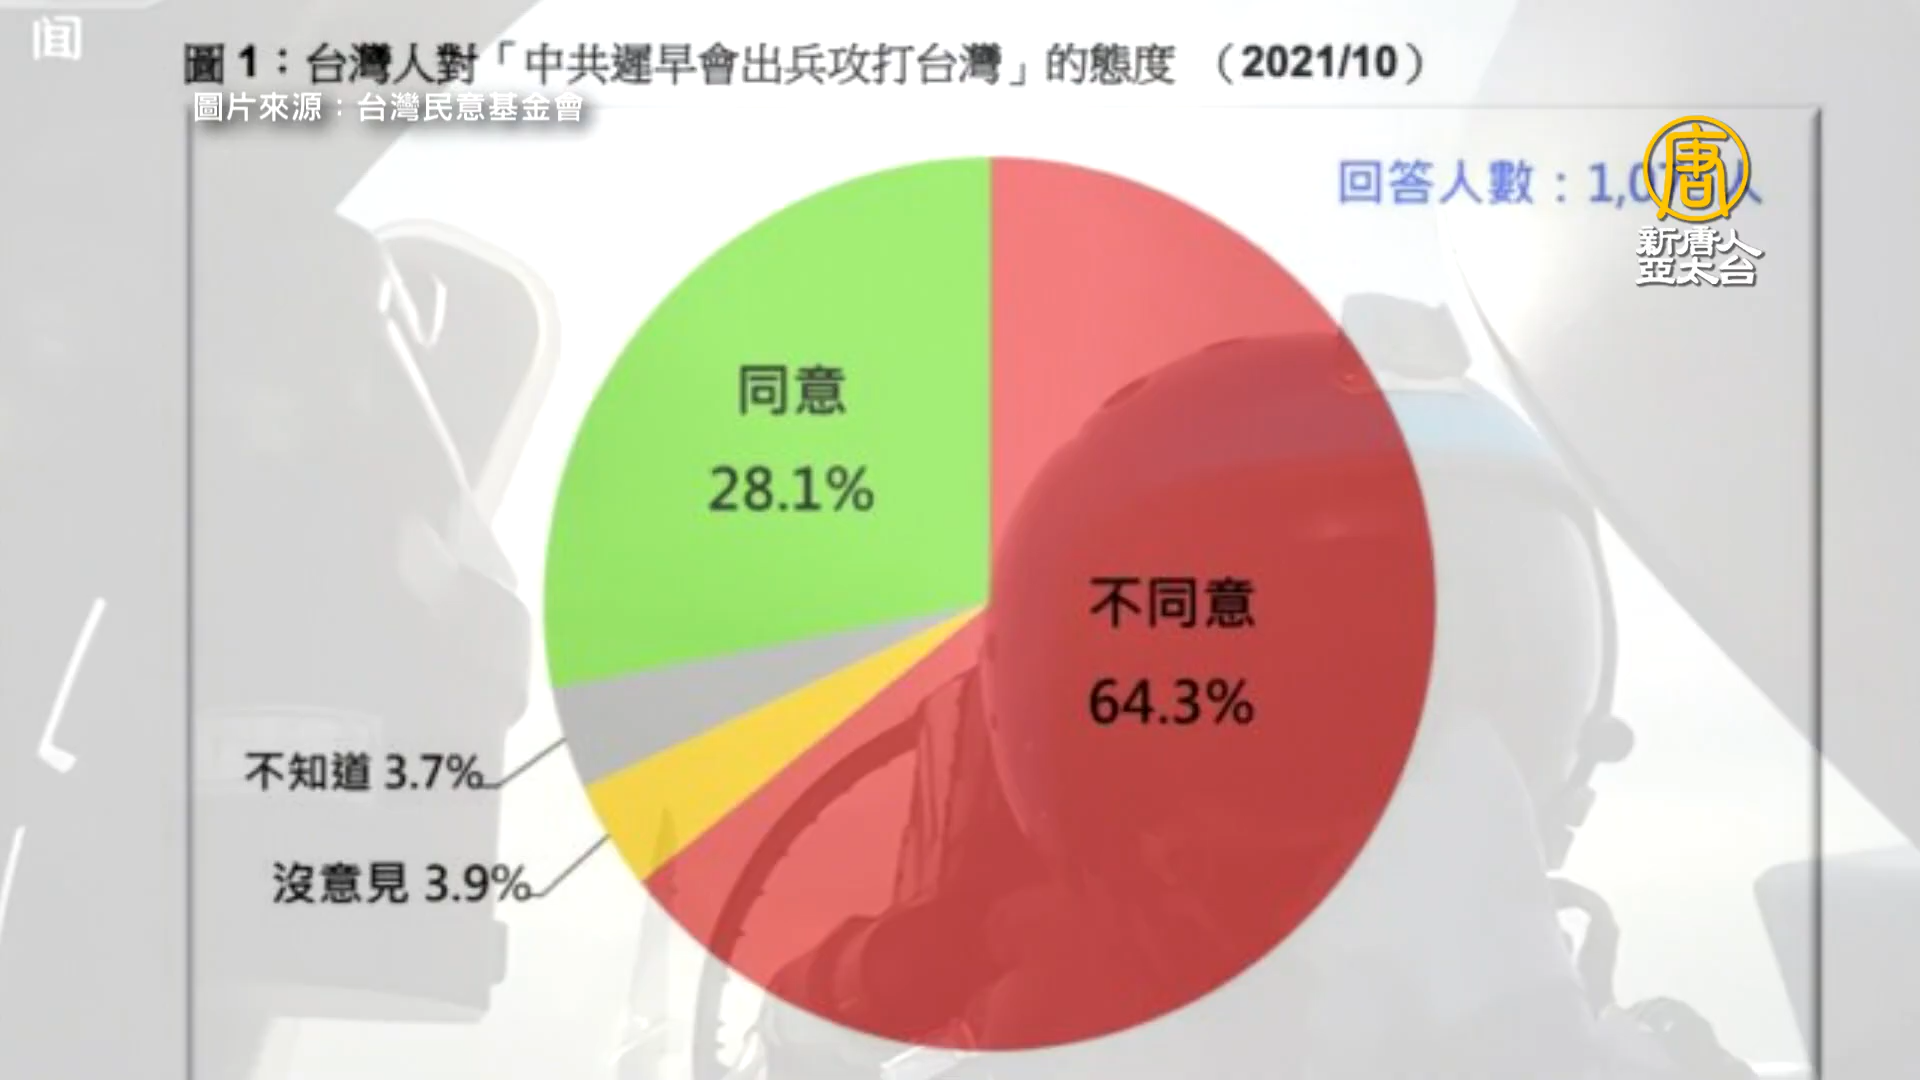 闻
圖 1：台灣人對「中共遲早會出兵攻打台灣」的態度 （2021/10）
圖片來源：台灣民意基金會
回答人數：
新唐人
亞太台
唐
同意
28.1%
不同意
64.3%
不知道 3.7%
沒意見 3.9%